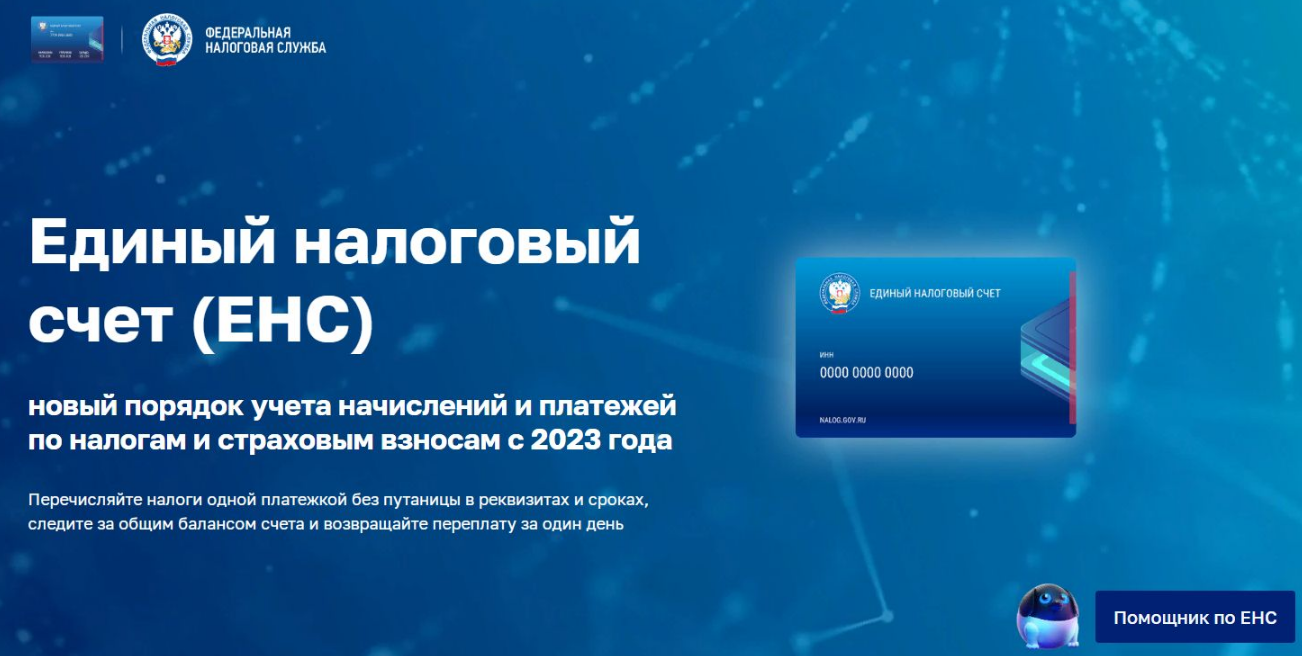 ФЕДЕРАЛЬНАЯ
НАЛОГОВАЯ СЛУЖБА
Единый налоговый
счет (ЕНС)
новый порядок учета начислений и платежей
по налогам и страховым взносам с 2023 года
Перечисляйте налоги одной платежкой без путаницы в реквизитах и сроках,
следите за общим балансом счета и возвращайте переплату за один день
ЕДИНЫЙ НАЛОГОВЫЙ СЧЕТ
ИНН
0000 0000 0000
NALOG.GOV.RU
Помощник по ЕНС